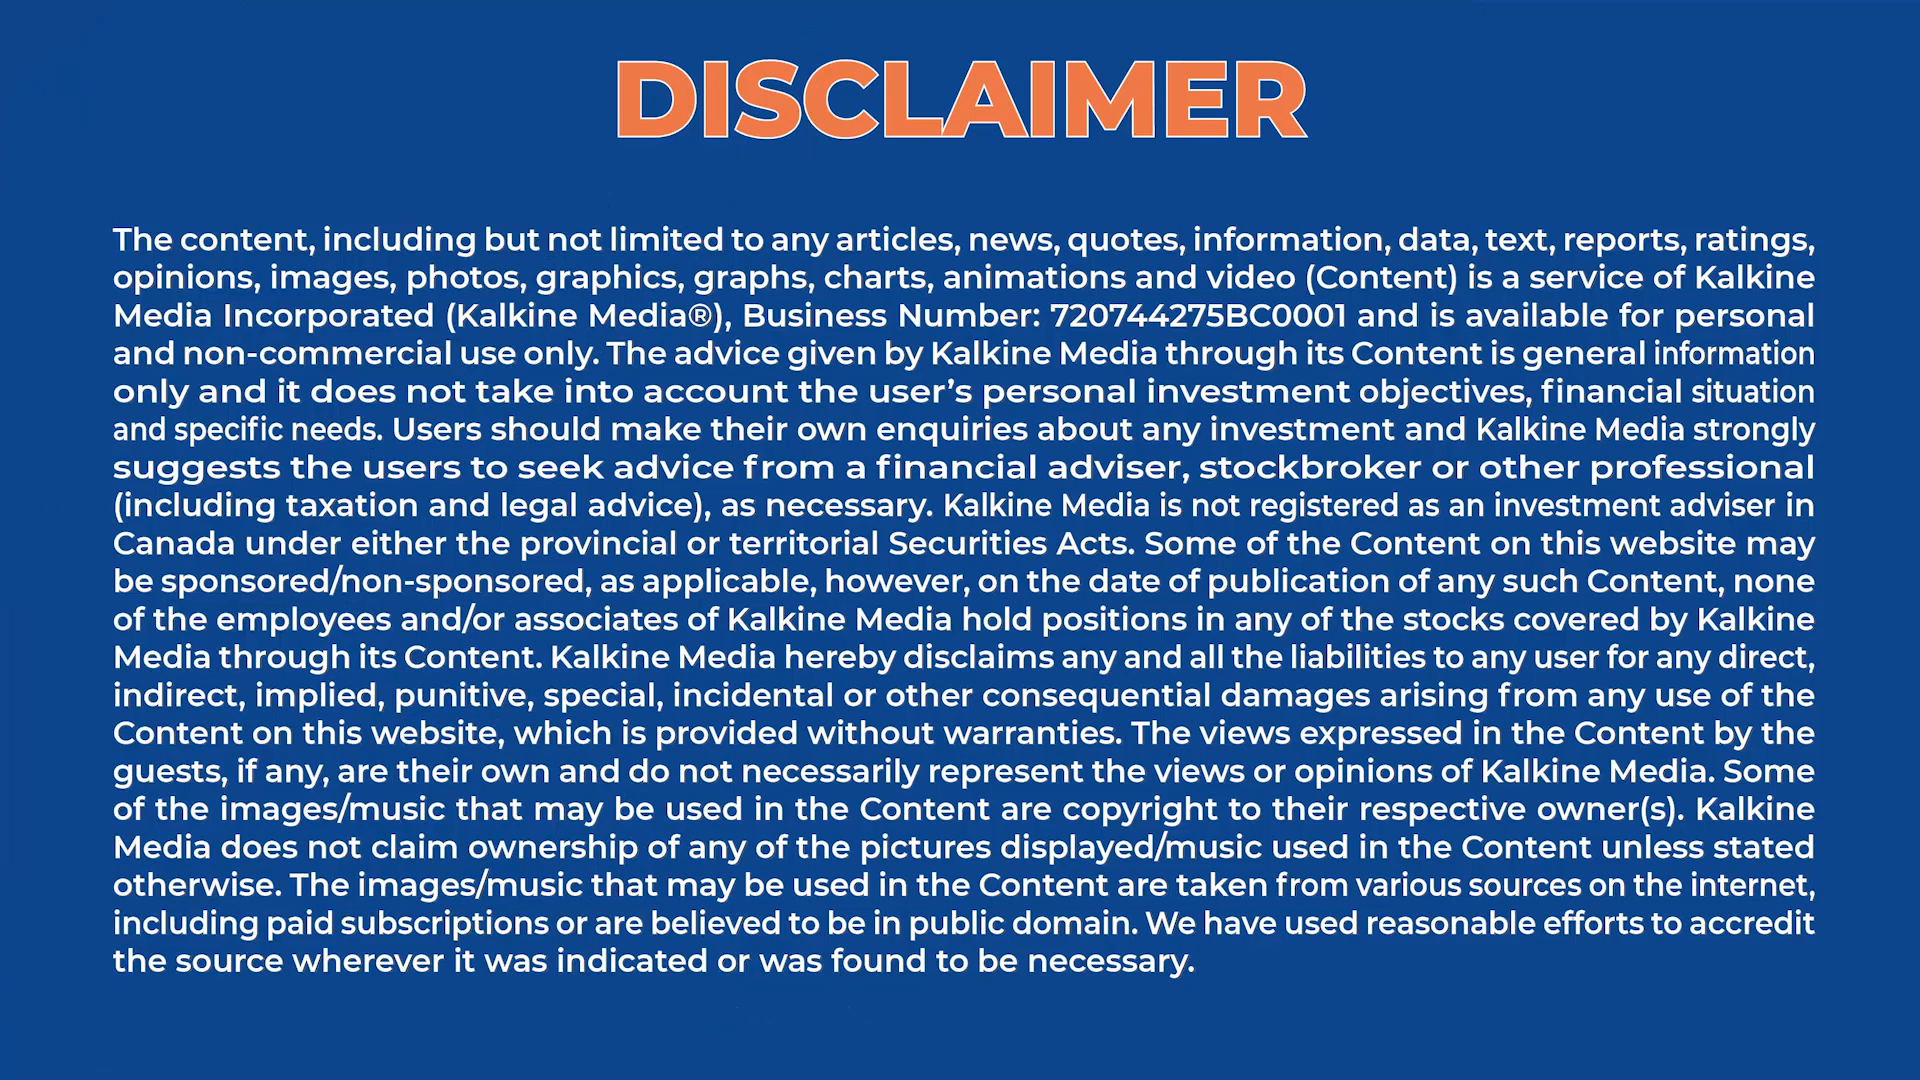 DISCLAIMER
The content, including but not limited to any articles, news, quotes, information, data, text, reports, ratings,
opinions, images, photos, graphics, graphs, charts, animations and video (Content) is a service of Kalkine
Media Incorporated (Kalkine Media®), Business Number: 720744275BC0001 and is available for personal
and non-commercial use only. The advice given by Kalkine Media through its Content is general information
only and it does not take into account the user’s personal investment objectives, financial situation
and specific needs. Users should make their own enquiries about any investment and Kalkine Media strongly
suggests the users to seek advice from a financial adviser, stockbroker or other professional
(including taxation and legal advice), as necessary. Kalkine Media is not registered as an investment adviser in
Canada under either the provincial or territorial Securities Acts. Some of the Content on this website may
be sponsored/non-sponsored, as applicable, however, on the date of publication of any such Content, none
of the employees and/or associates of Kalkine Media hold positions in any of the stocks covered by Kalkine
Media through its Content. Kalkine Media hereby disclaims any and all the liabilities to any user for any direct,
indirect, implied, punitive, special, incidental or other consequential damages arising from any use of the
Content on this website, which is provided without warranties. The views expressed in the Content by the
guests, if any, are their own and do not necessarily represent the views or opinions of Kalkine Media. Some
of the images/music that may be used in the Content are copyright to their respective owner(s). Kalkine
Media does not claim ownership of any of the pictures displayed/music used in the Content unless stated
otherwise. The images/music that may be used in the Content are taken from various sources on the internet,
including paid subscriptions or are believed to be in public domain. We have used reasonable efforts to accredit
the source wherever it was indicated or was found to be necessary.